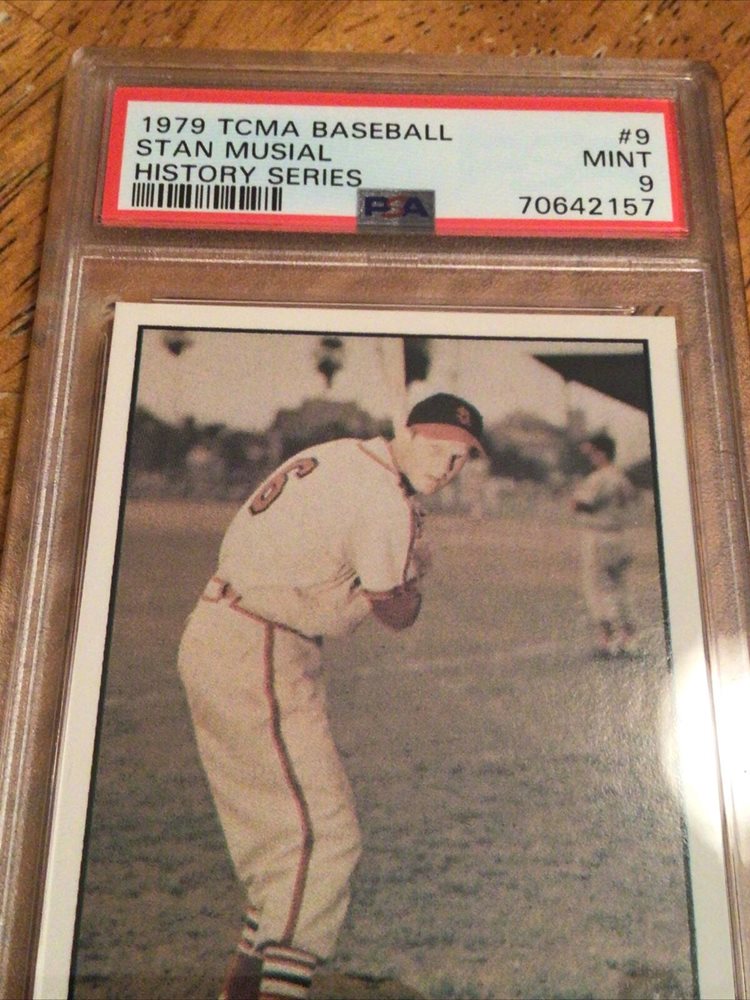 1979 TCMA BASEBALL #9
STAN MUSIAL MINT
HISTORY SERIES 9
PSA 70642157
6